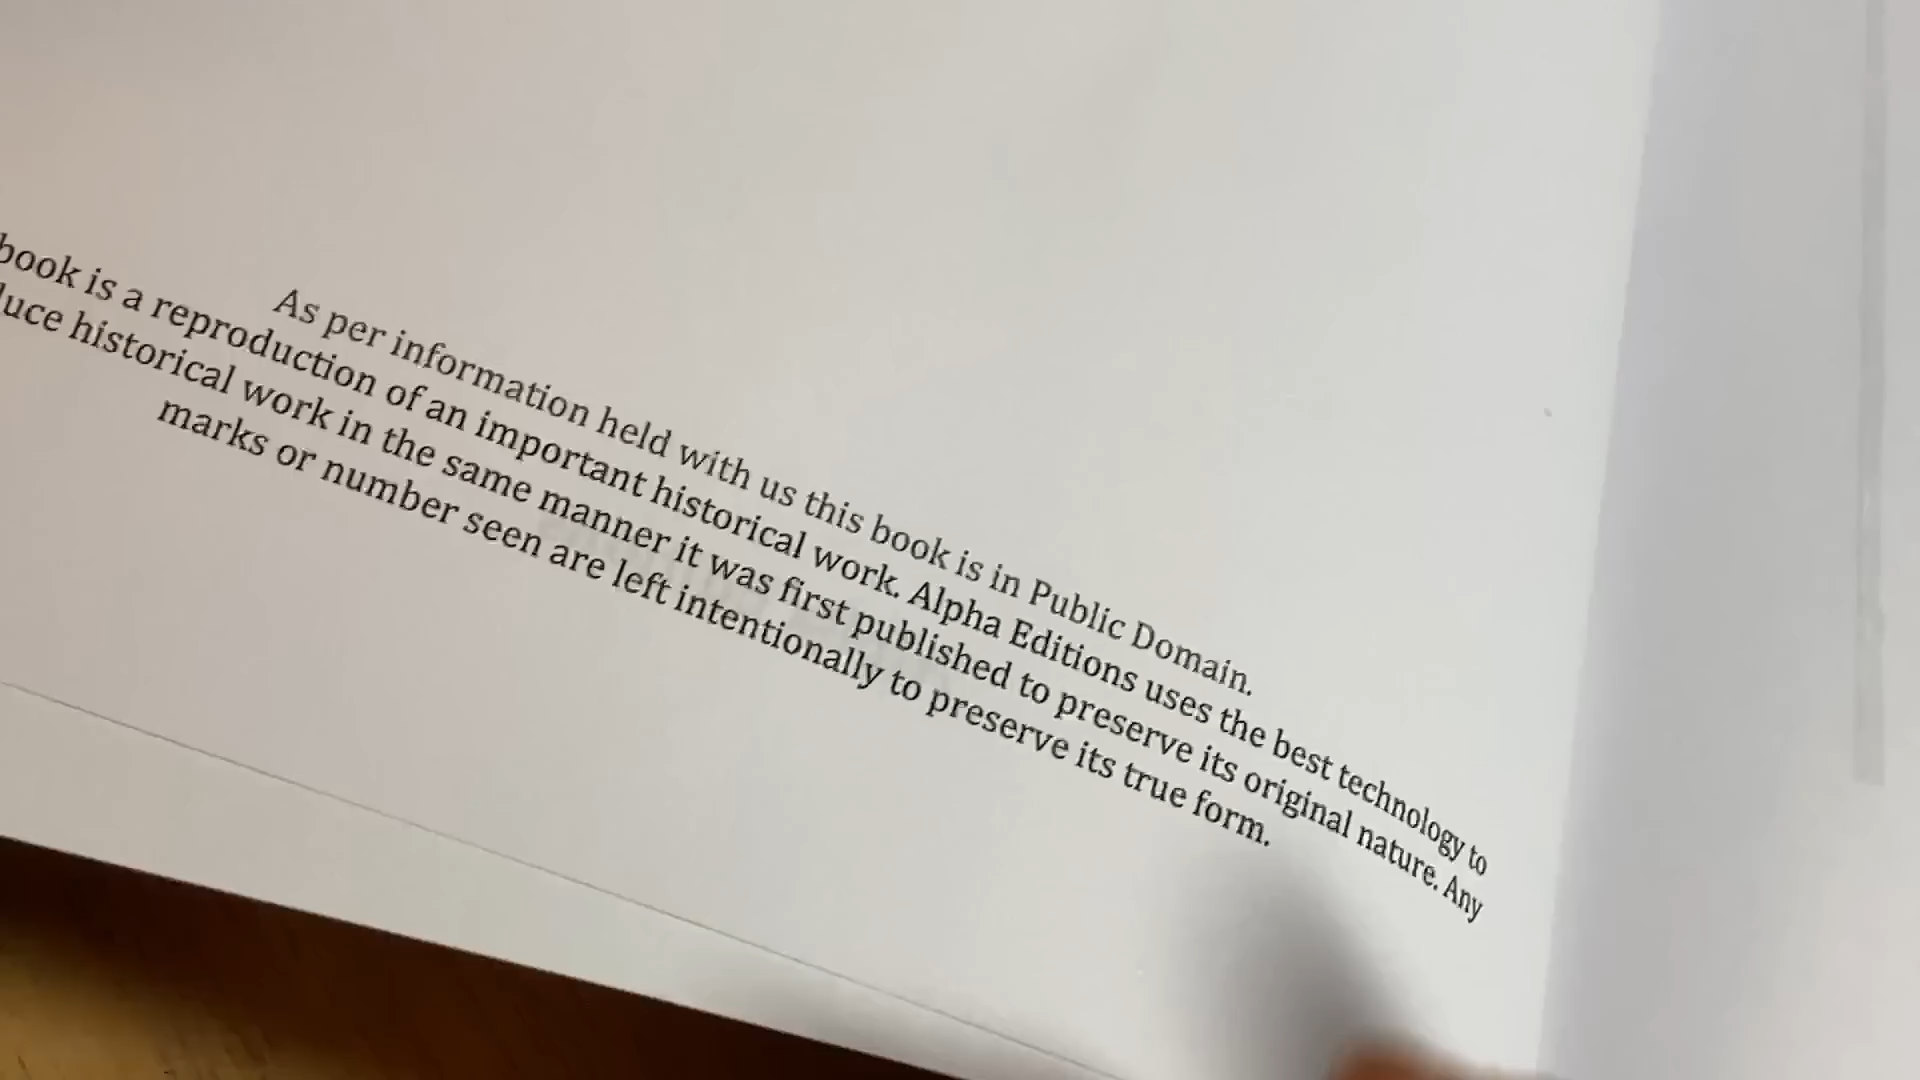 As per information held with us this book is in Public Domain.
book is a reproduction of an important historical work. Alpha Editions uses the best technology to
luce historical work in the same manner it was first published to preserve its original nature. Any
marks or number seen are left intentionally to preserve its true form.